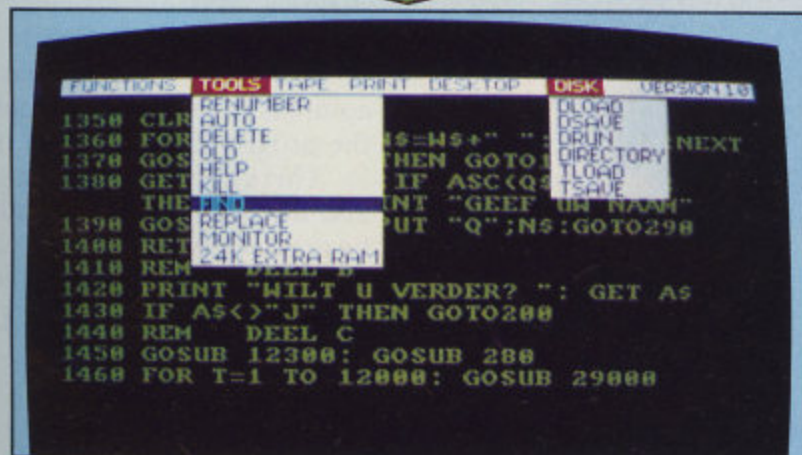 FUNCTIONS TOOLS TAPE PRINT DESKTOP DISK VERSION 1.0
RENUMBER
AUTO
DELETE
OLD
HELP
KILL
FIND
REPLACE
MONITOR
24K EXTRA RAM
DLOAD
DSAVE
DRUN
DIRECTORY
TLOAD
TSAVE
1350 CLR
1360 FOR N$=W$+" ": NEXT
1370 GOS THEN GOTO1
1380 GET IF ASC(Q$
THE INT "GEEF UW NAAM"
1390 GOS PUT "Q";N$:GOTO290
1400 RET
1410 REM DEEL B
1420 PRINT "WILT U VERDER? ": GET A$
1430 IF A$<>"J" THEN GOTO200
1440 REM DEEL C
1450 GOSUB 12300: GOSUB 280
1460 FOR T=1 TO 12000: GOSUB 29000